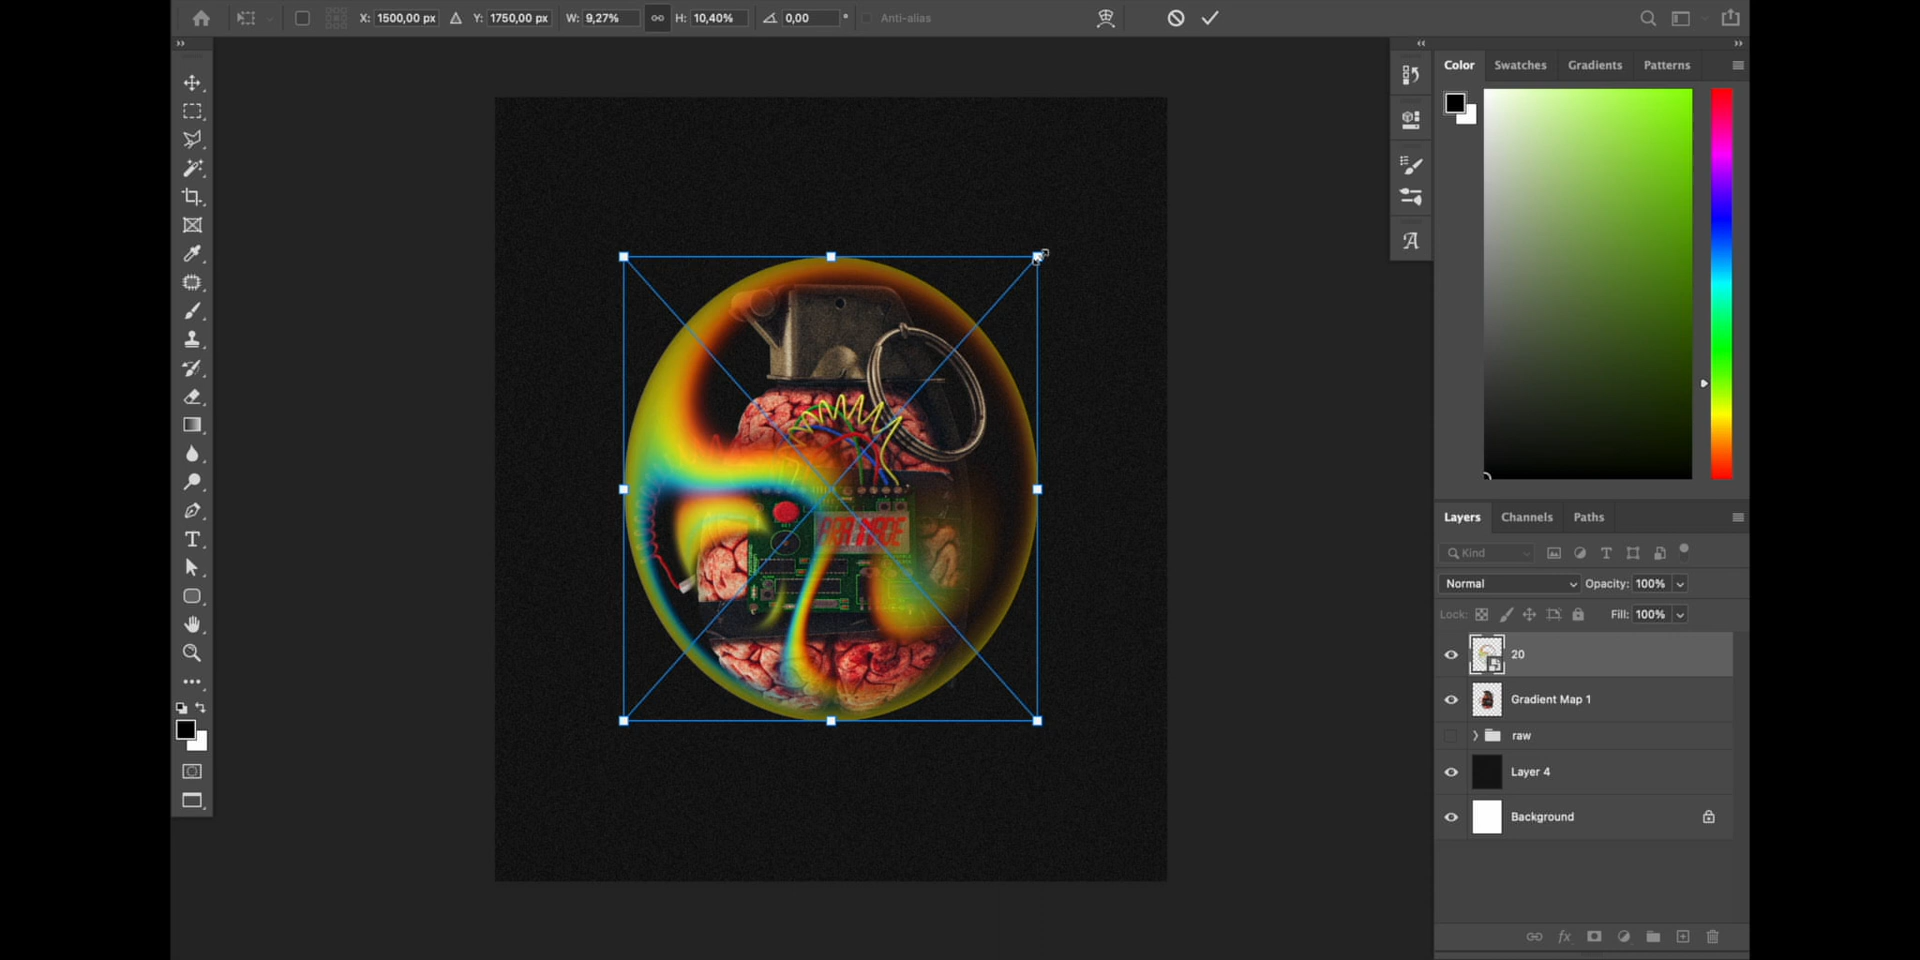 X: 1500,00 px Y: 1750,00 px W: 9,27% H: 10,40% 0,00 ° Anti-alias
Color Swatches Gradients Patterns
Layers Channels Paths
Kind
Normal Opacity: 100%
Lock: Fill: 100%
20
Gradient Map 1
raw
Layer 4
Background